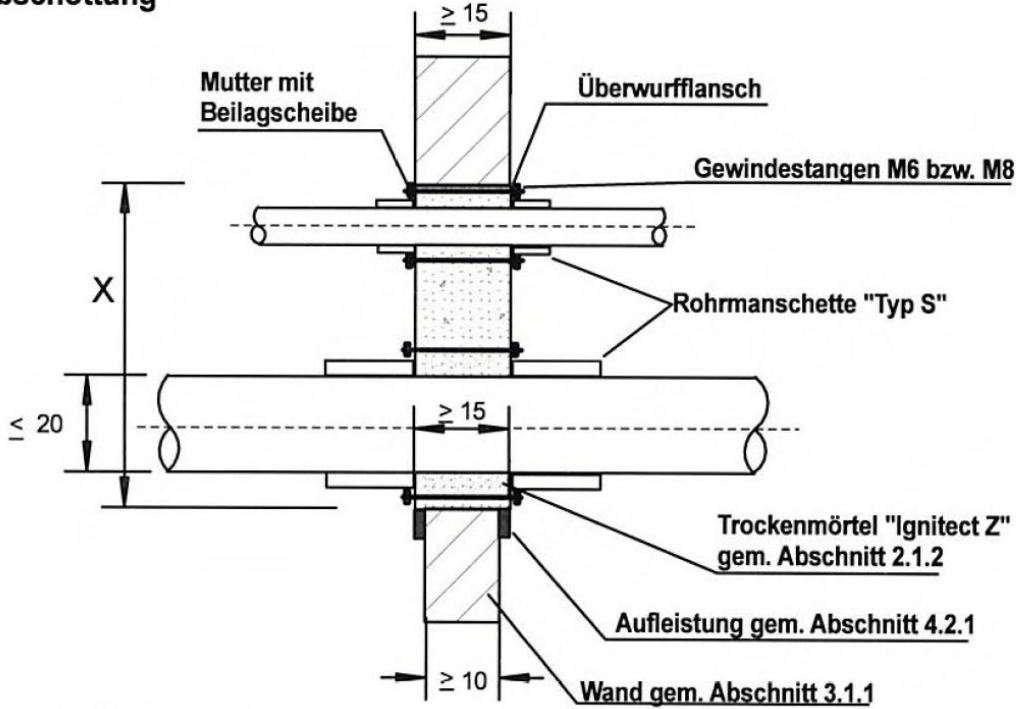 ≥ 15
Mutter mit
Beilagscheibe
Überwurfflansch
Gewindestangen M6 bzw. M8
X
Rohrmanschette "Typ S"
≤ 20
≥ 15
Trockenmörtel "Ignitect Z"
gem. Abschnitt 2.1.2
Aufleistung gem. Abschnitt 4.2.1
≥ 10
Wand gem. Abschnitt 3.1.1